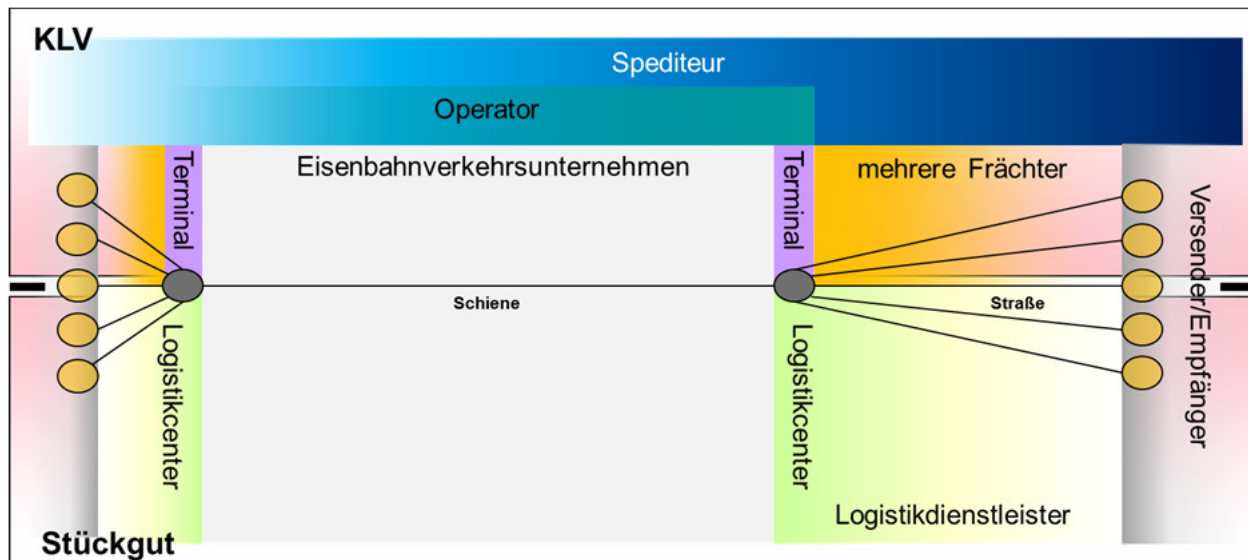 KLV
Spediteur
Operator
Terminal
Eisenbahnverkehrsunternehmen
Terminal
mehrere Frächter
Versender/Empfänger
Schiene
Straße
Logistikcenter
Logistikcenter
Logistikdienstleister
Stückgut